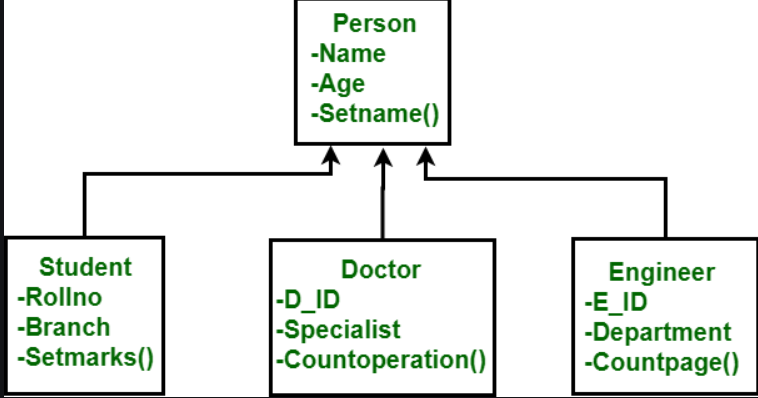 Person
-Name
-Age
-Setname()
Student
-Rollno
-Branch
-Setmarks()
Doctor
-D_ID
-Specialist
-Countoperation()
Engineer
-E_ID
-Department
-Countpage()